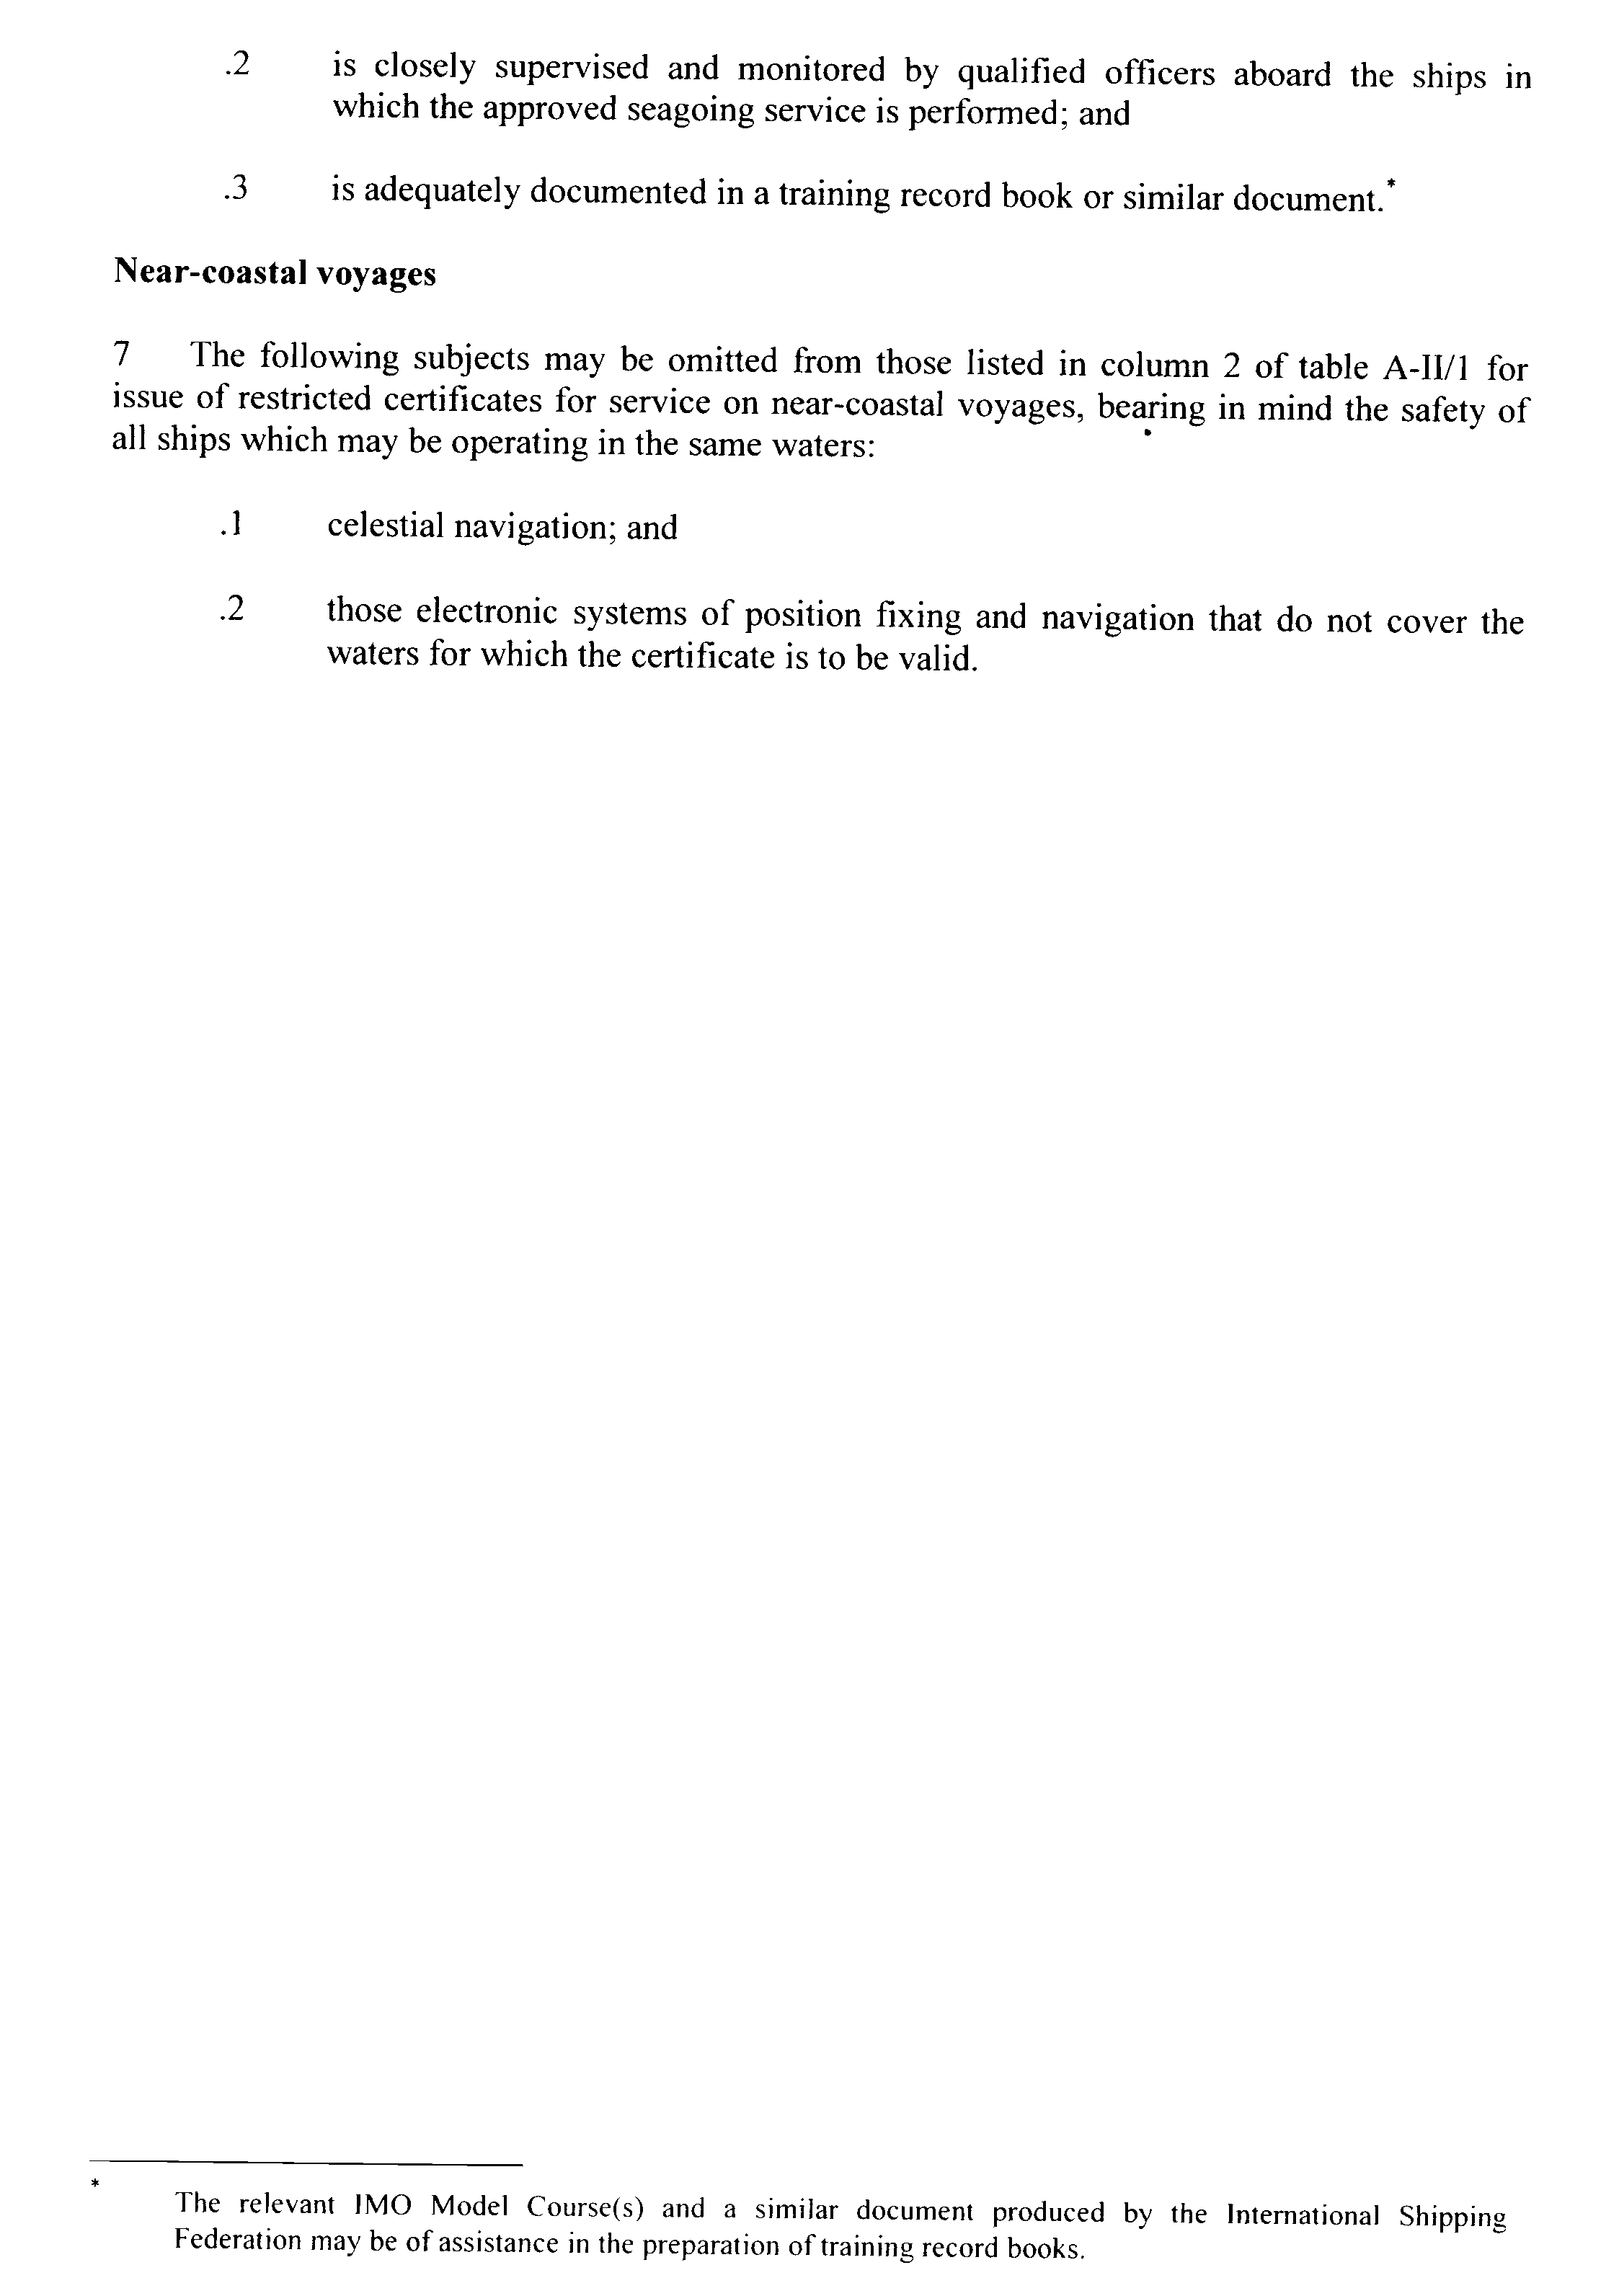 .2 is closely supervised and monitored by qualified officers aboard the ships in
which the approved seagoing service is performed; and
.3 is adequately documented in a training record book or similar document.*
Near-coastal voyages
7 The following subjects may be omitted from those listed in column 2 of table A-II/1 for
issue of restricted certificates for service on near-coastal voyages, bearing in mind the safety of
all ships which may be operating in the same waters:
.1 celestial navigation; and
.2 those electronic systems of position fixing and navigation that do not cover the
waters for which the certificate is to be valid.
*
The relevant IMO Model Course(s) and a similar document produced by the International Shipping
Federation may be of assistance in the preparation of training record books.